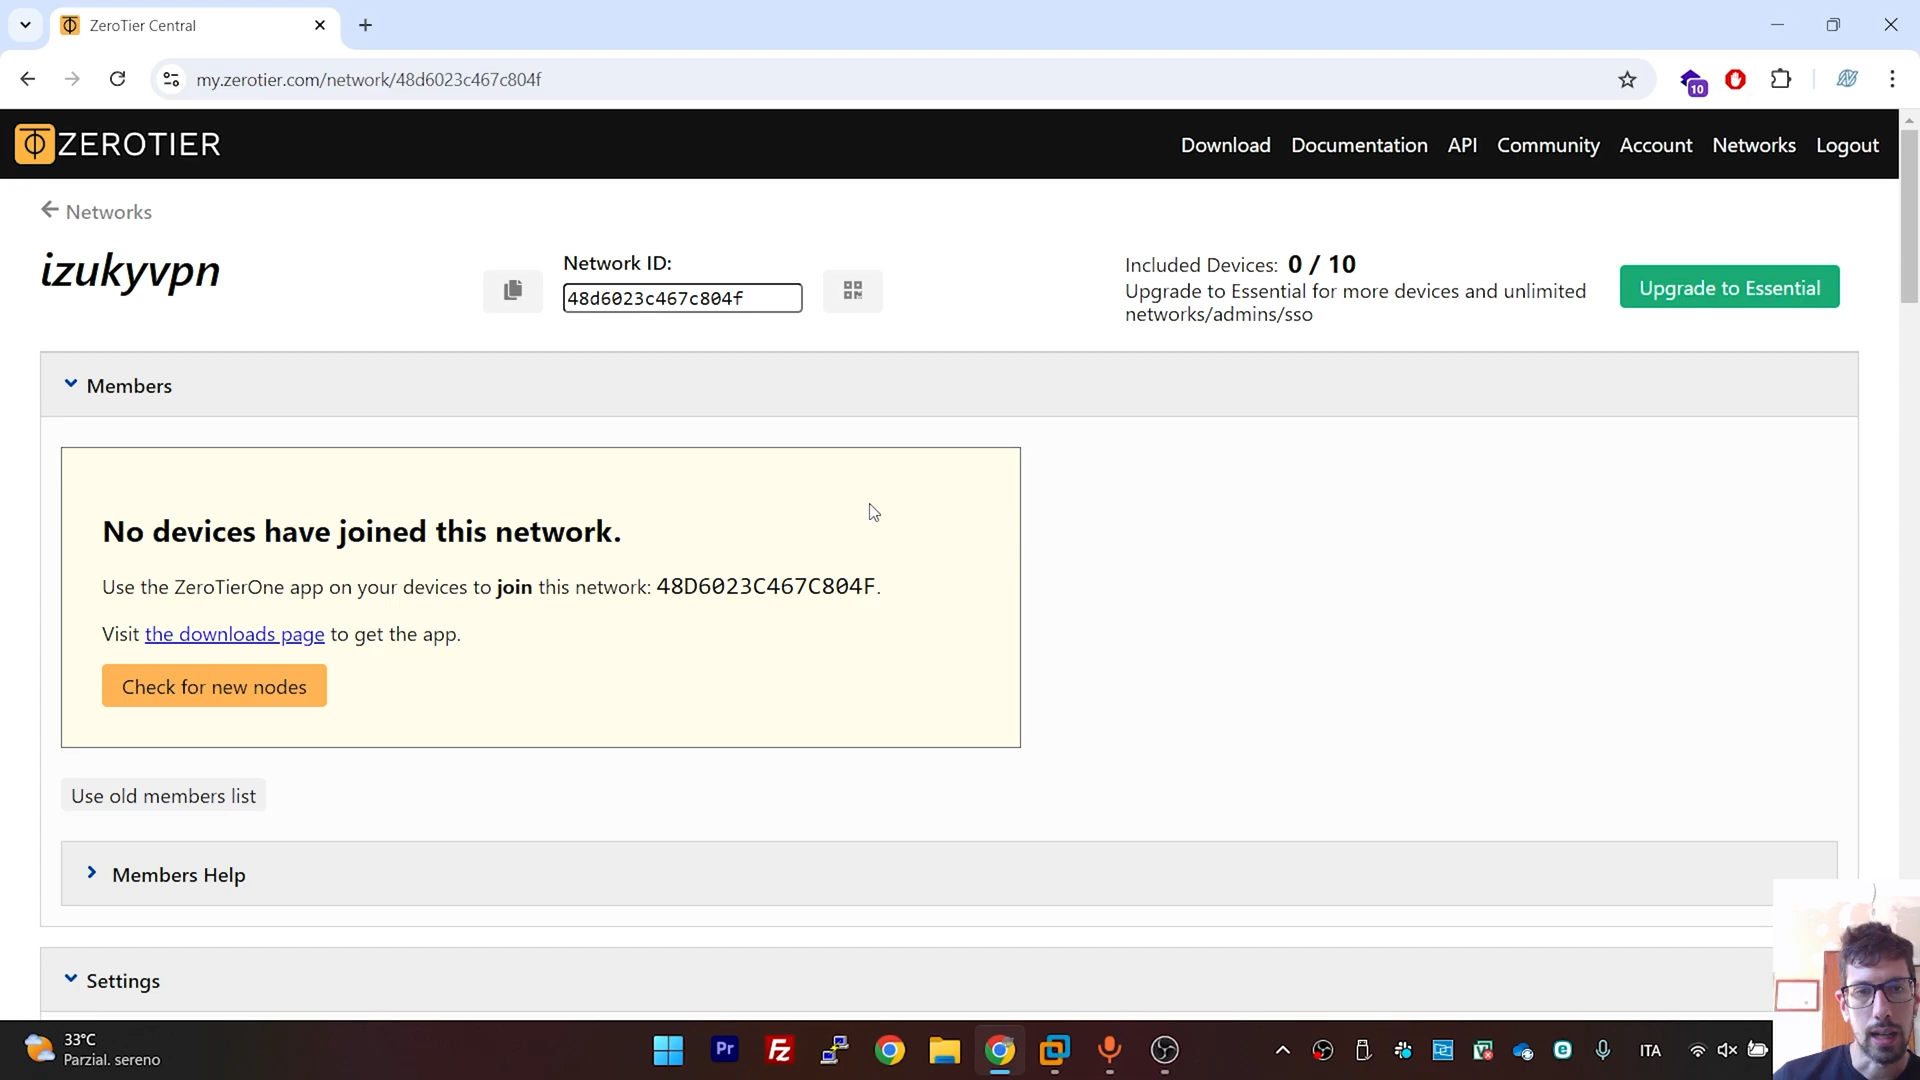 ZeroTier Central
my.zerotier.com/network/48d6023c467c804f
10
ZEROTIER
Download Documentation API Community Account Networks Logout
Networks
izukyvpn
Network ID:
48d6023c467c804f
Included Devices: 0 / 10
Upgrade to Essential for more devices and unlimited
networks/admins/sso
Upgrade to Essential
Members
No devices have joined this network.
Use the ZeroTierOne app on your devices to join this network: 48D6023C467C804F.
Visit the downloads page to get the app.
Check for new nodes
Use old members list
Members Help
Settings
33°C
Parzial. sereno
Pr
FZ
ITA